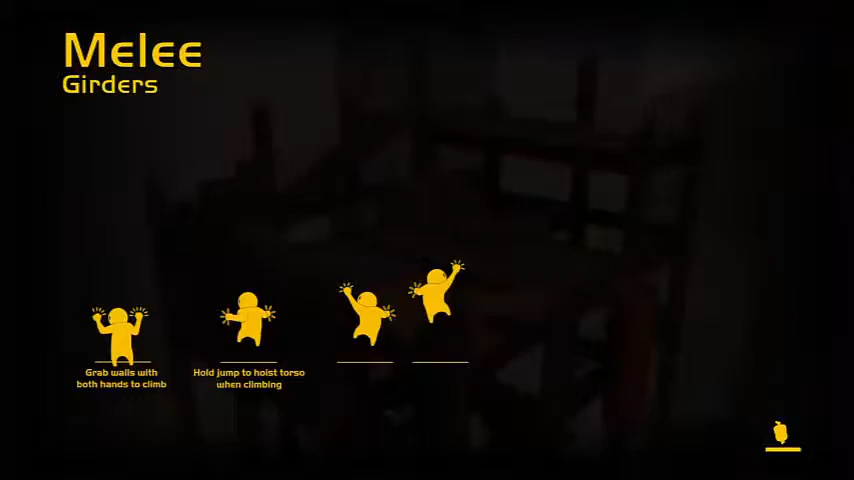 Melee
Girders
Grab walls with
both hands to climb
Hold jump to hoist torso
when climbing